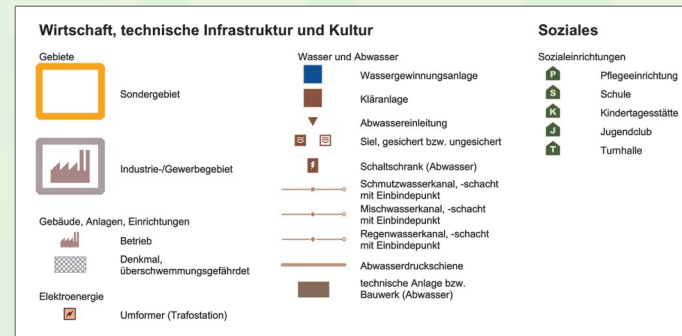 Wirtschaft, technische Infrastruktur und Kultur
Gebiete
Sondergebiet
Industrie-/Gewerbegebiet
Gebäude, Anlagen, Einrichtungen
Betrieb
Denkmal,
überschwemmungsgefährdet
Elektroenergie
Umformer (Trafostation)
Wasser und Abwasser
Wassergewinnungsanlage
Kläranlage
Abwassereinleitung
Siel, gesichert bzw. ungesichert
Schaltschrank (Abwasser)
Schmutzwasserkanal, -schacht
mit Einbindepunkt
Mischwasserkanal, -schacht
mit Einbindepunkt
Regenwasserkanal, -schacht
mit Einbindepunkt
Abwasserdruckschiene
technische Anlage bzw.
Bauwerk (Abwasser)
Soziales
Sozialeinrichtungen
P Pflegeeinrichtung
S Schule
K Kindertagesstätte
J Jugendclub
T Turnhalle